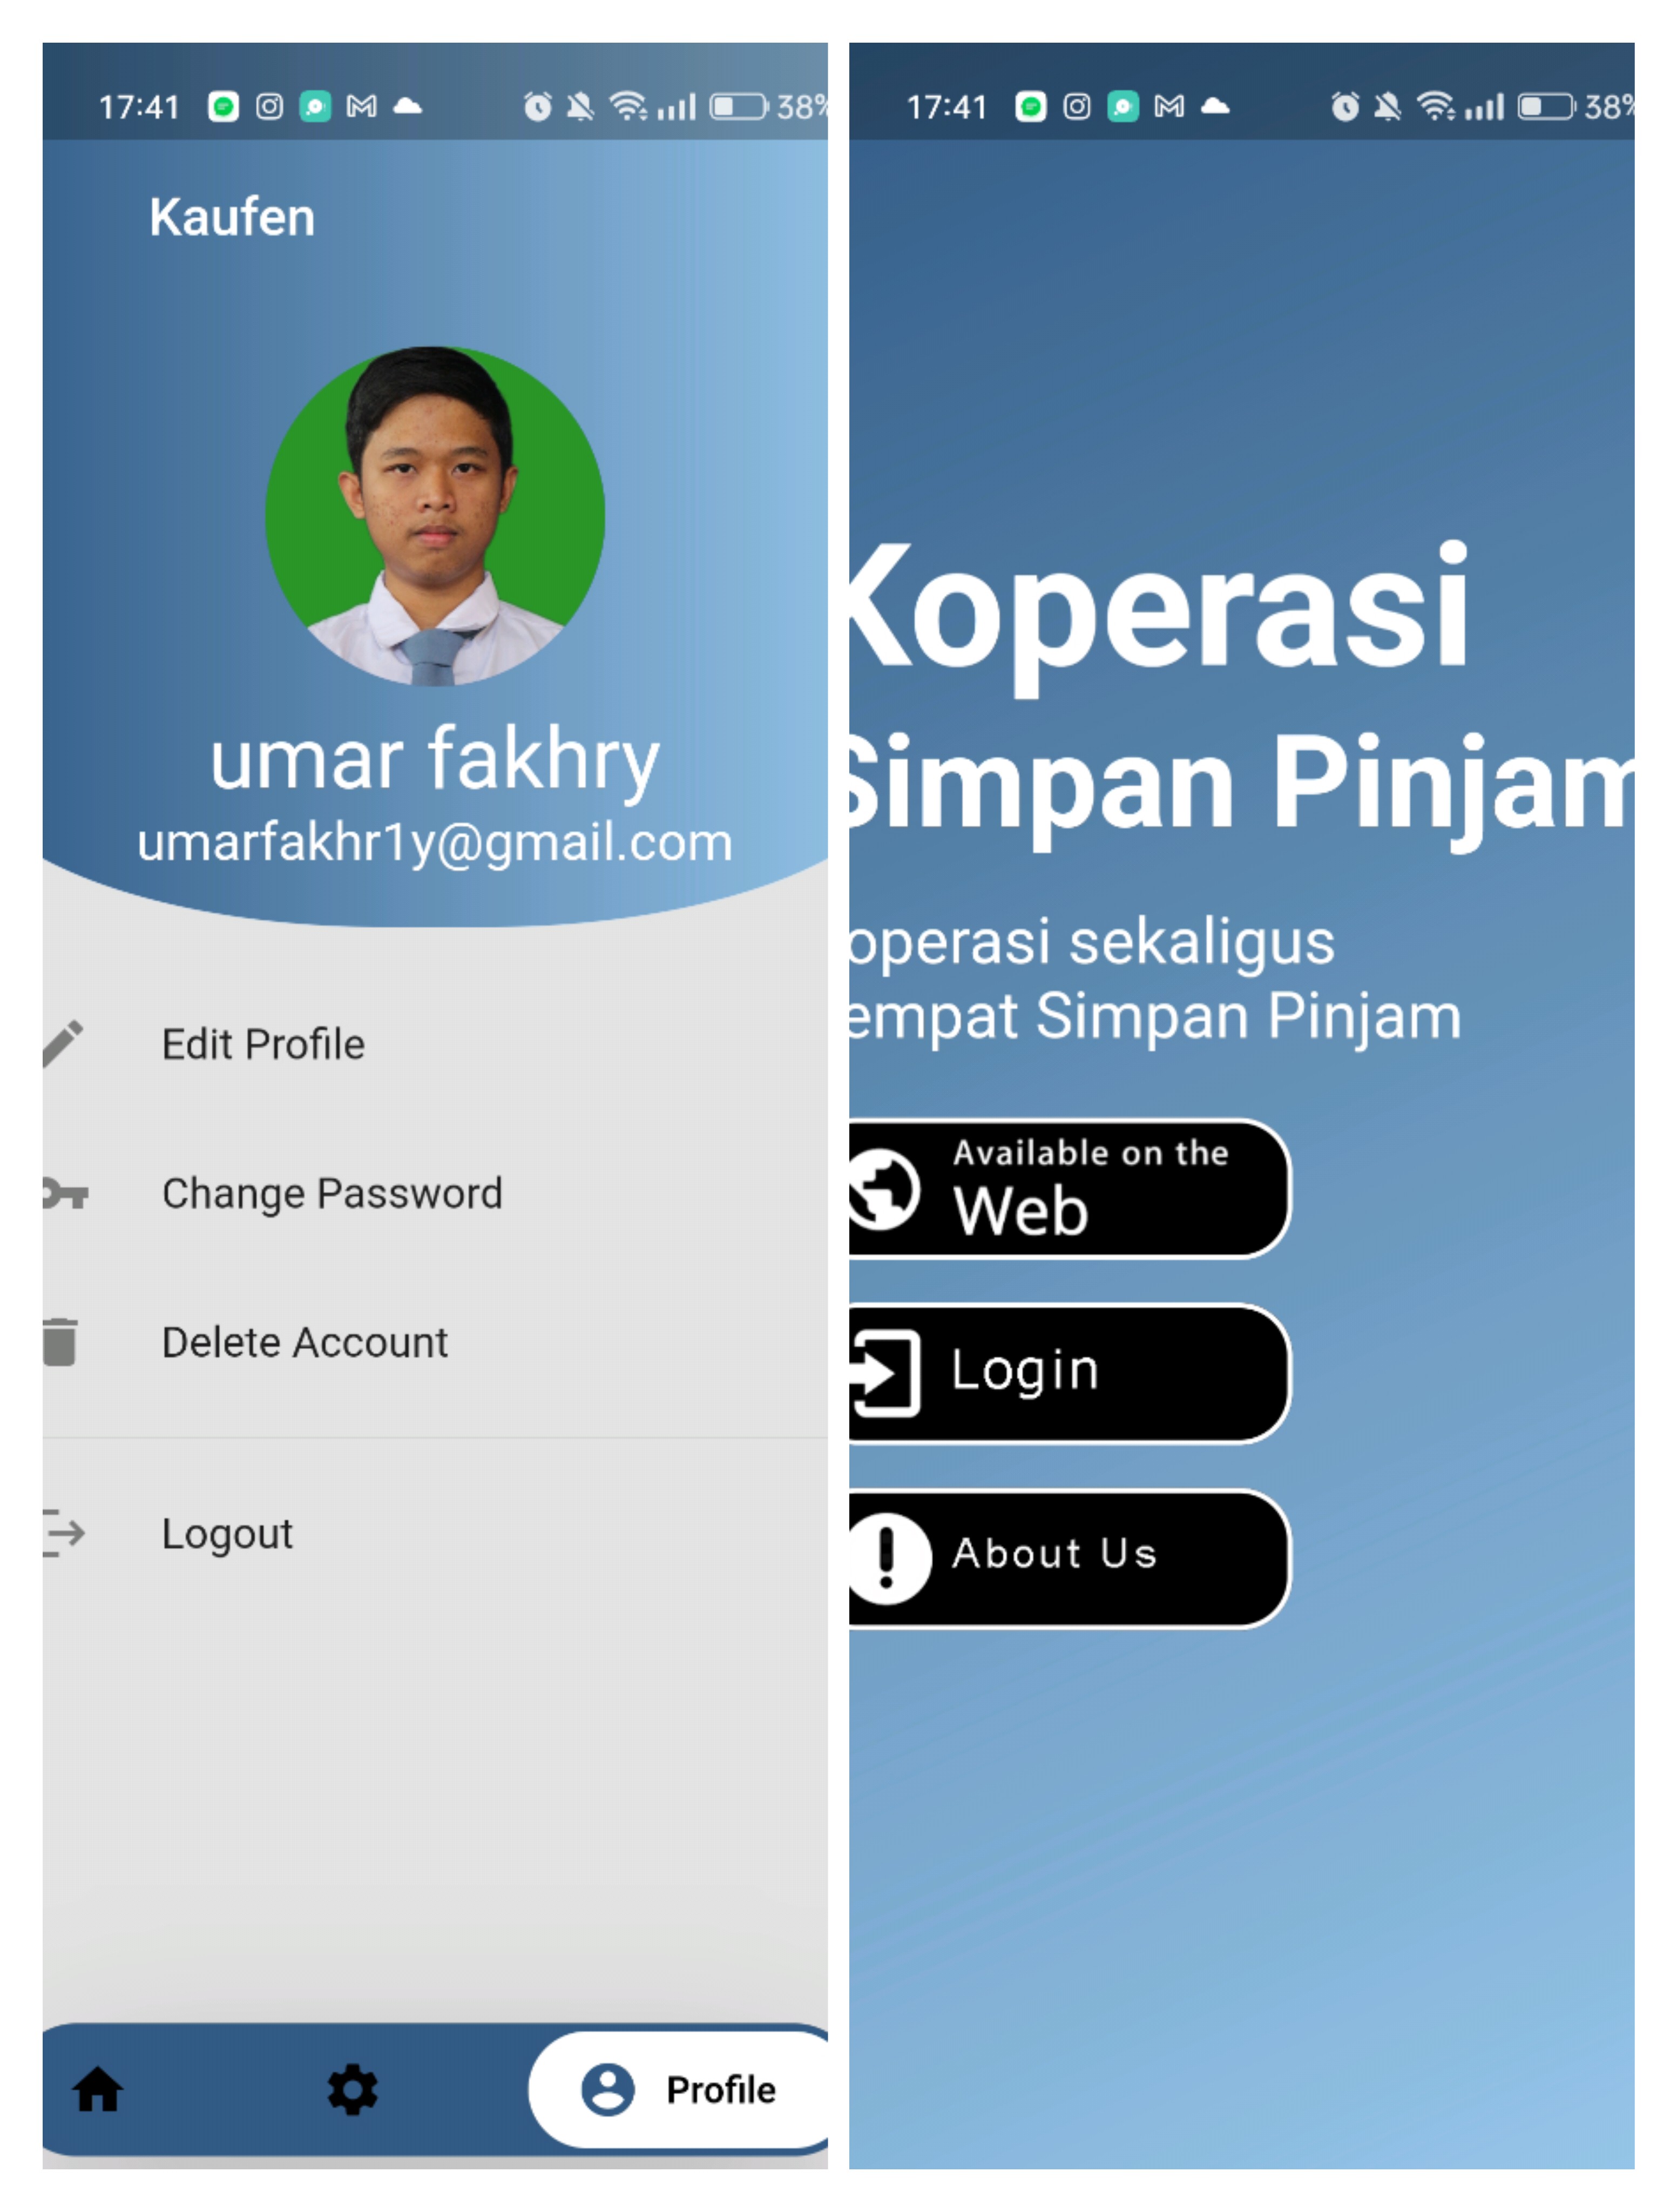 17:41
38%
Kaufen
umar fakhry
umarfakhr1y@gmail.com
Edit Profile
Change Password
Delete Account
Logout
Profile
17:41
38%
Koperasi
Simpan Pinjam
operasi sekaligus
empat Simpan Pinjam
Available on the
Web
Login
About Us